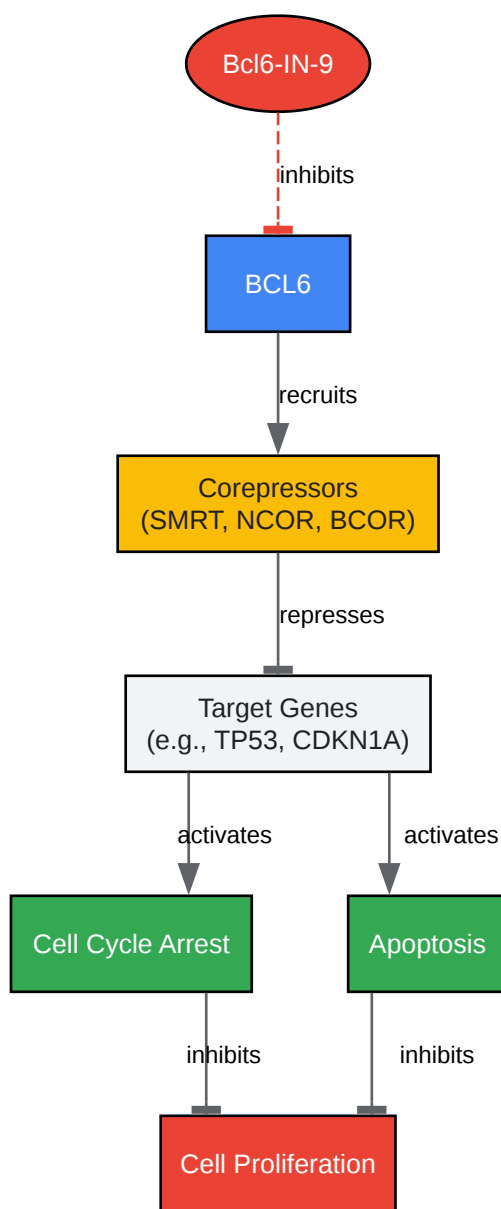 Bcl6-IN-9
inhibits
BCL6
recruits
Corepressors
(SMRT, NCOR, BCOR)
represses
Target Genes
(e.g., TP53, CDKN1A)
activates
activates
Cell Cycle Arrest
Apoptosis
inhibits
inhibits
Cell Proliferation